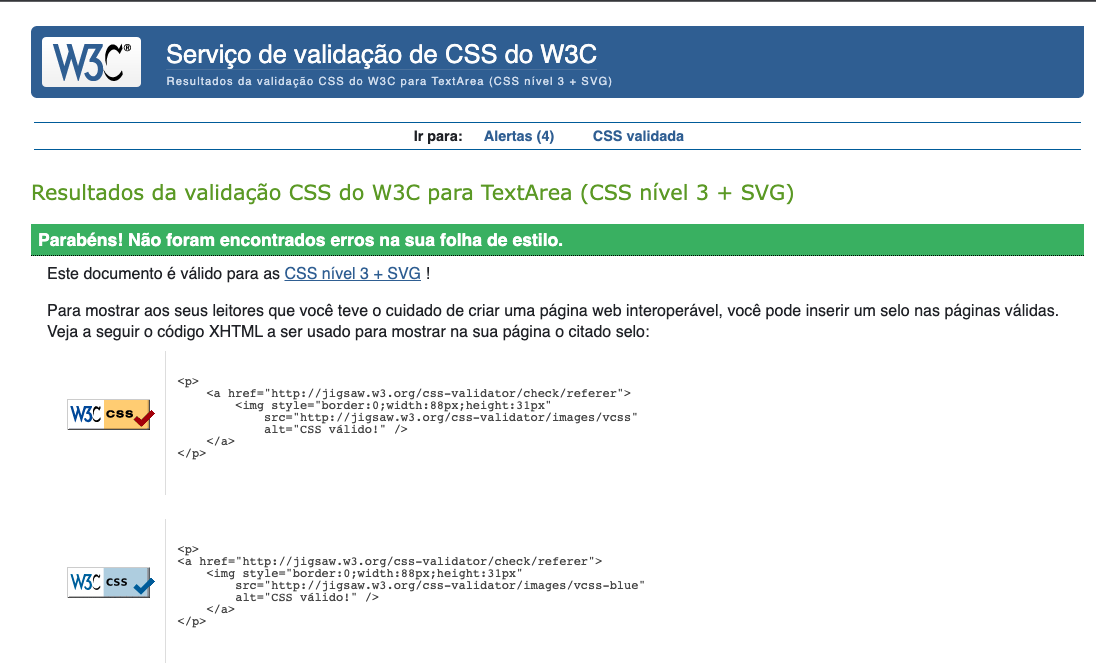 W3C®
Serviço de validação de CSS do W3C
Resultados da validação CSS do W3C para TextArea (CSS nível 3 + SVG)
Ir para: Alertas (4) CSS validada
Resultados da validação CSS do W3C para TextArea (CSS nível 3 + SVG)
Parabéns! Não foram encontrados erros na sua folha de estilo.
Este documento é válido para as CSS nível 3 + SVG !
Para mostrar aos seus leitores que você teve o cuidado de criar uma página web interoperável, você pode inserir um selo nas páginas válidas.
Veja a seguir o código XHTML a ser usado para mostrar na sua página o citado selo:
W3C css
<p>
    <a href="http://jigsaw.w3.org/css-validator/check/referer">
        <img style="border:0;width:88px;height:31px"
            src="http://jigsaw.w3.org/css-validator/images/vcss"
            alt="CSS válido!" />
    </a>
</p>
W3C css
<p>
<a href="http://jigsaw.w3.org/css-validator/check/referer">
    <img style="border:0;width:88px;height:31px"
        src="http://jigsaw.w3.org/css-validator/images/vcss-blue"
        alt="CSS válido!" />
    </a>
</p>